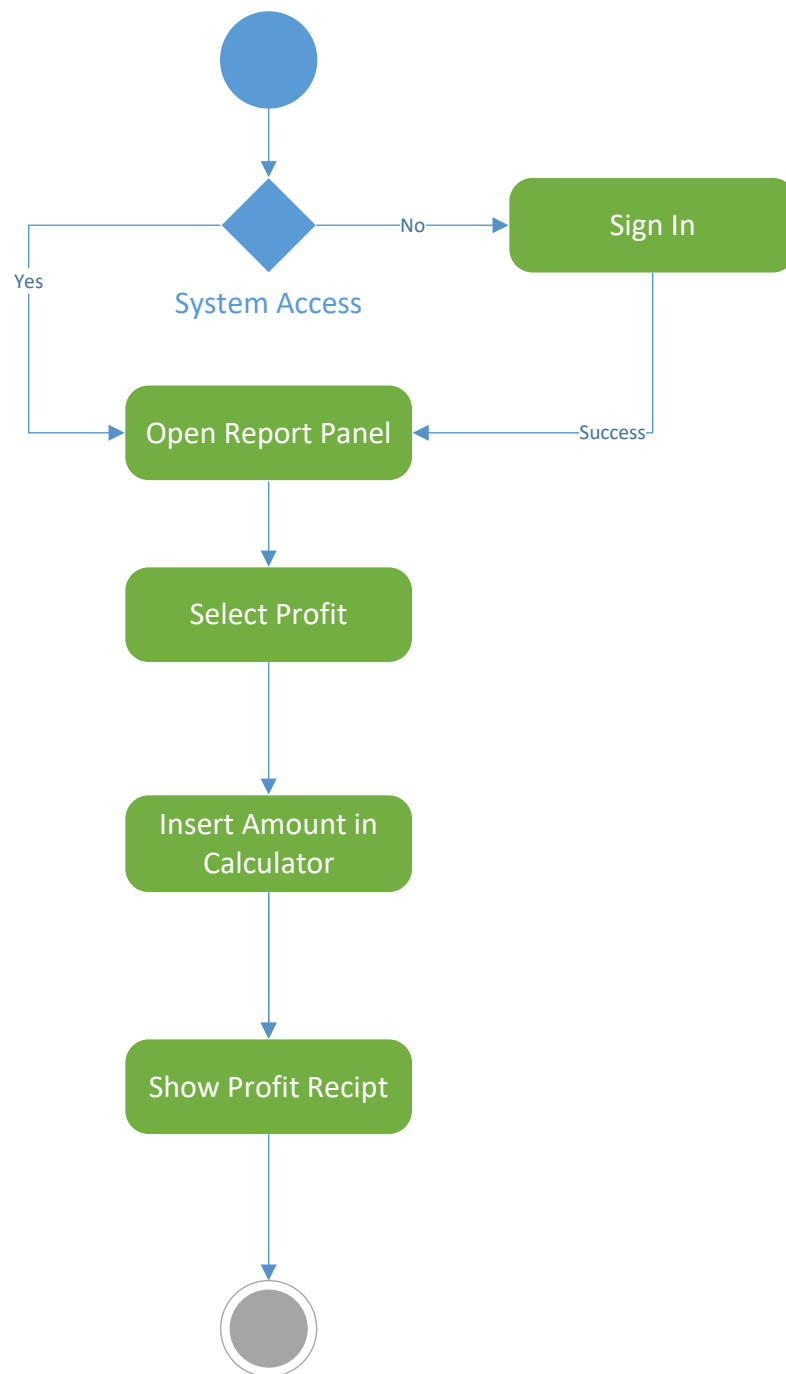 No
Sign In
Yes
System Access
Open Report Panel
Success
Select Profit
Insert Amount in
Calculator
Show Profit Recipt